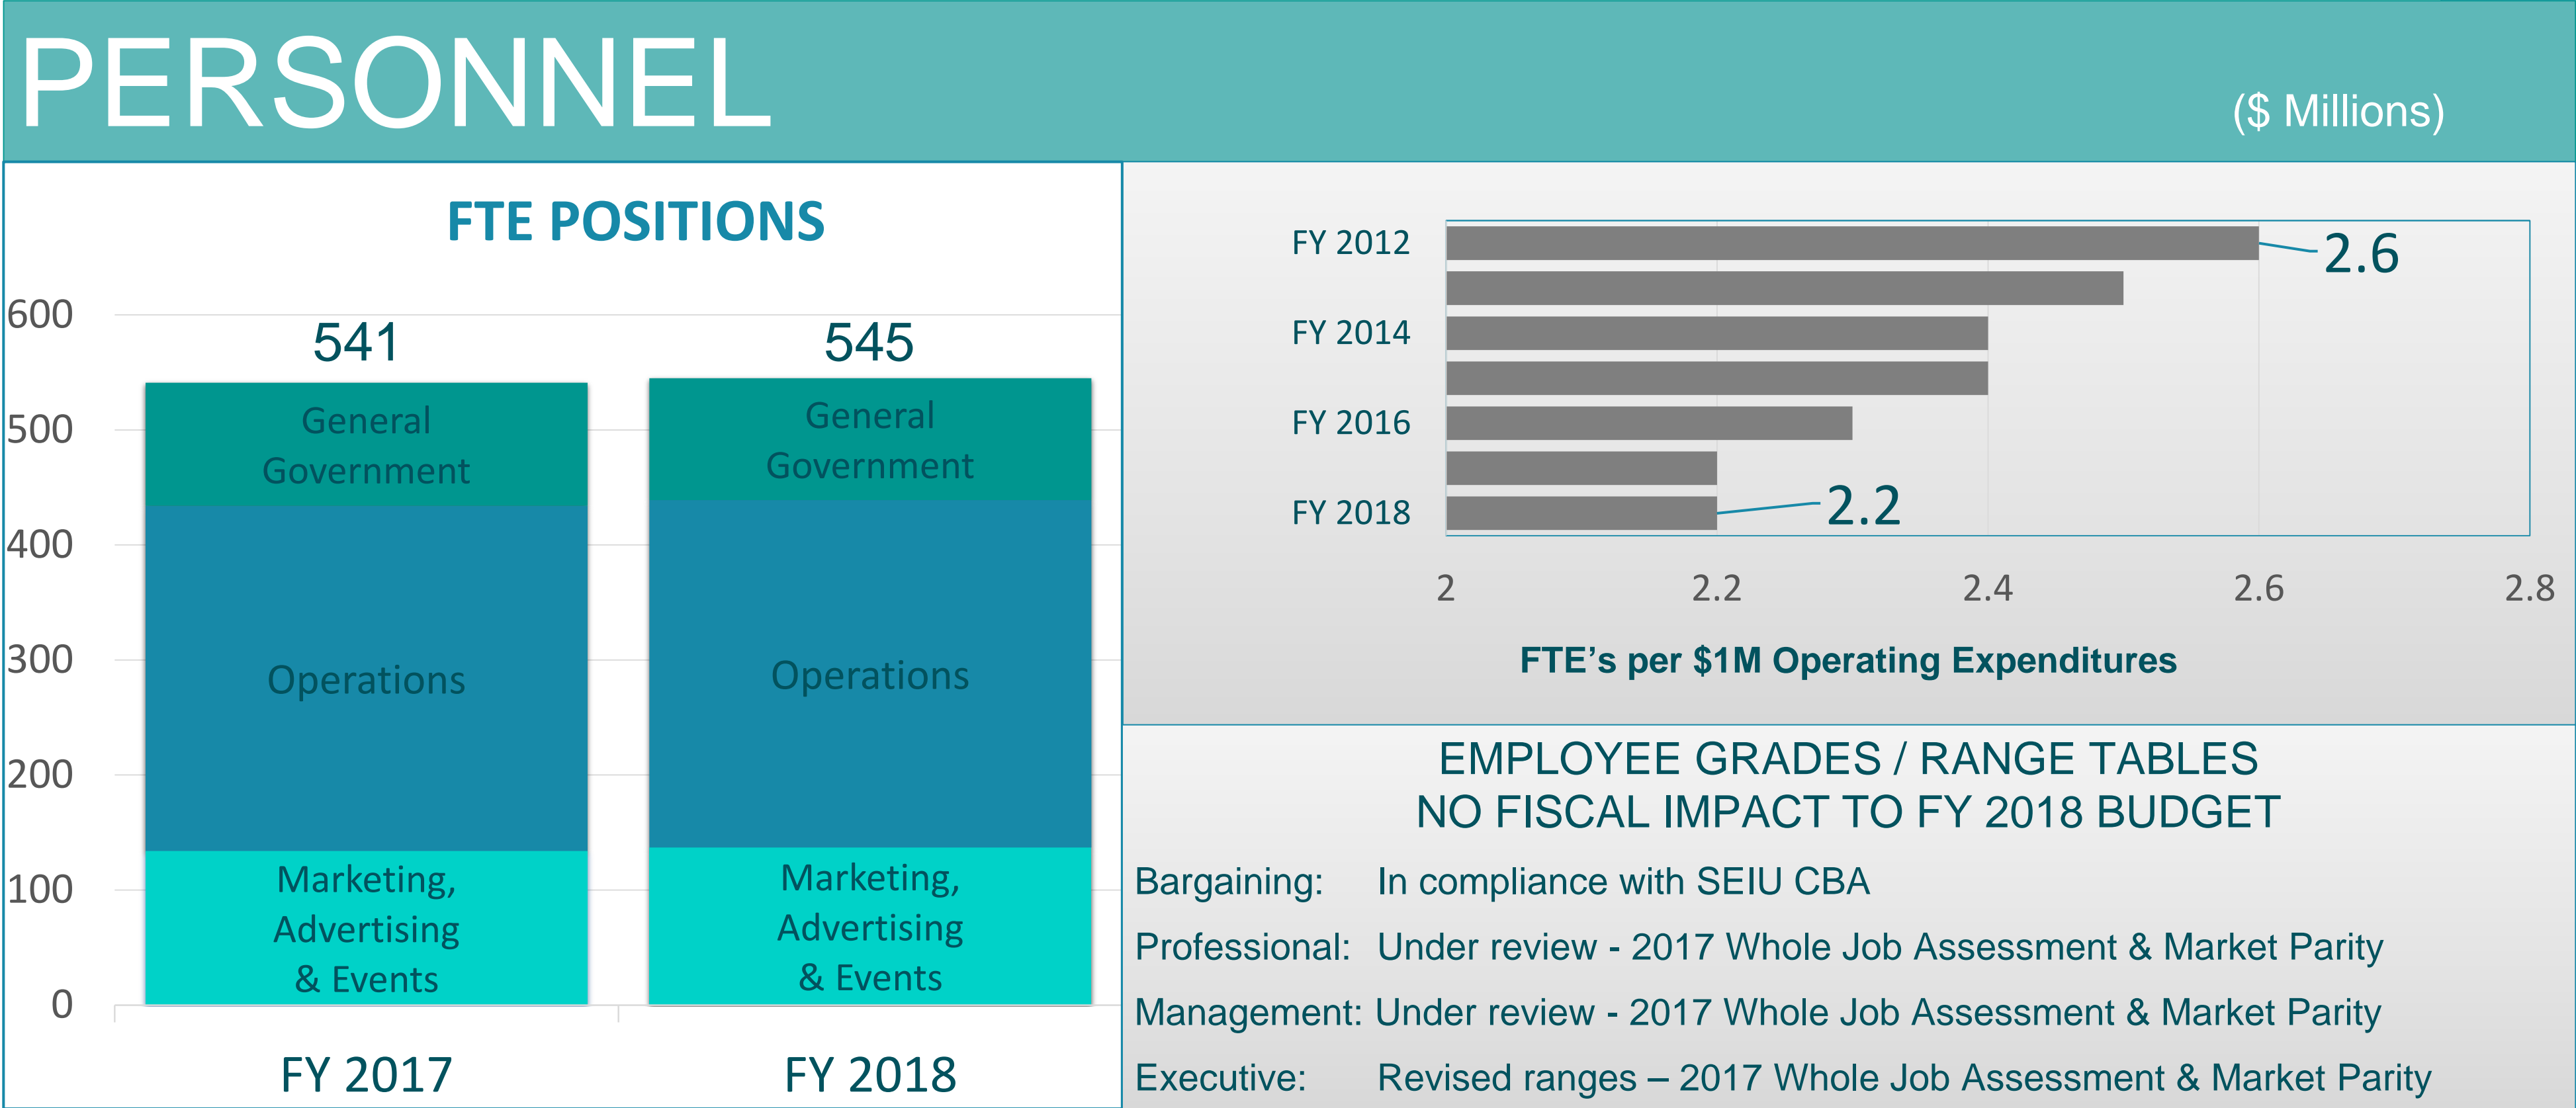 PERSONNEL
($ Millions)
FTE POSITIONS
600
500
400
300
200
100
0
541
545
General
Government
General
Government
Operations
Operations
Marketing,
Advertising
& Events
Marketing,
Advertising
& Events
FY 2017
FY 2018
FY 2012
FY 2014
FY 2016
FY 2018
2.6
2.2
2 2.2 2.4 2.6 2.8
FTE’s per $1M Operating Expenditures
EMPLOYEE GRADES / RANGE TABLES
NO FISCAL IMPACT TO FY 2018 BUDGET
Bargaining: In compliance with SEIU CBA
Professional: Under review - 2017 Whole Job Assessment & Market Parity
Management: Under review - 2017 Whole Job Assessment & Market Parity
Executive: Revised ranges – 2017 Whole Job Assessment & Market Parity